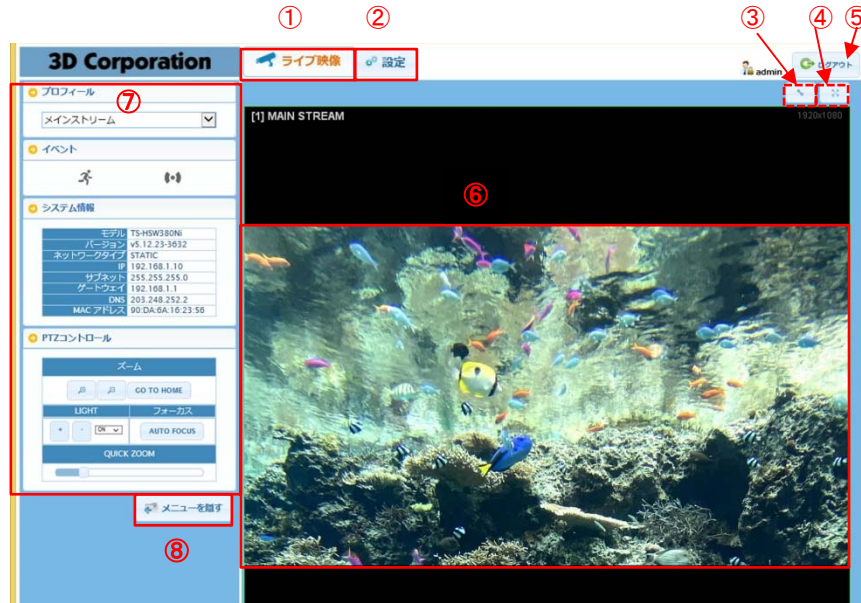 ① ② ③ ④ ⑤
3D Corporation
ライブ映像
設定
admin
ログアウト
プロフィール
⑦
メインストリーム
[1] MAIN STREAM
1920x1080
イベント
⑥
システム情報
モデル TS-HSW380Ni
バージョン v5.12.23-3632
ネットワークタイプ STATIC
IP 192.168.1.10
サブネット 255.255.255.0
ゲートウェイ 192.168.1.1
DNS 203.248.252.2
MAC アドレス 90:DA:6A:16:23:56
PTZコントロール
ズーム
GO TO HOME
LIGHT フォーカス
+ - ON AUTO FOCUS
QUICK ZOOM
メニューを隠す
⑧